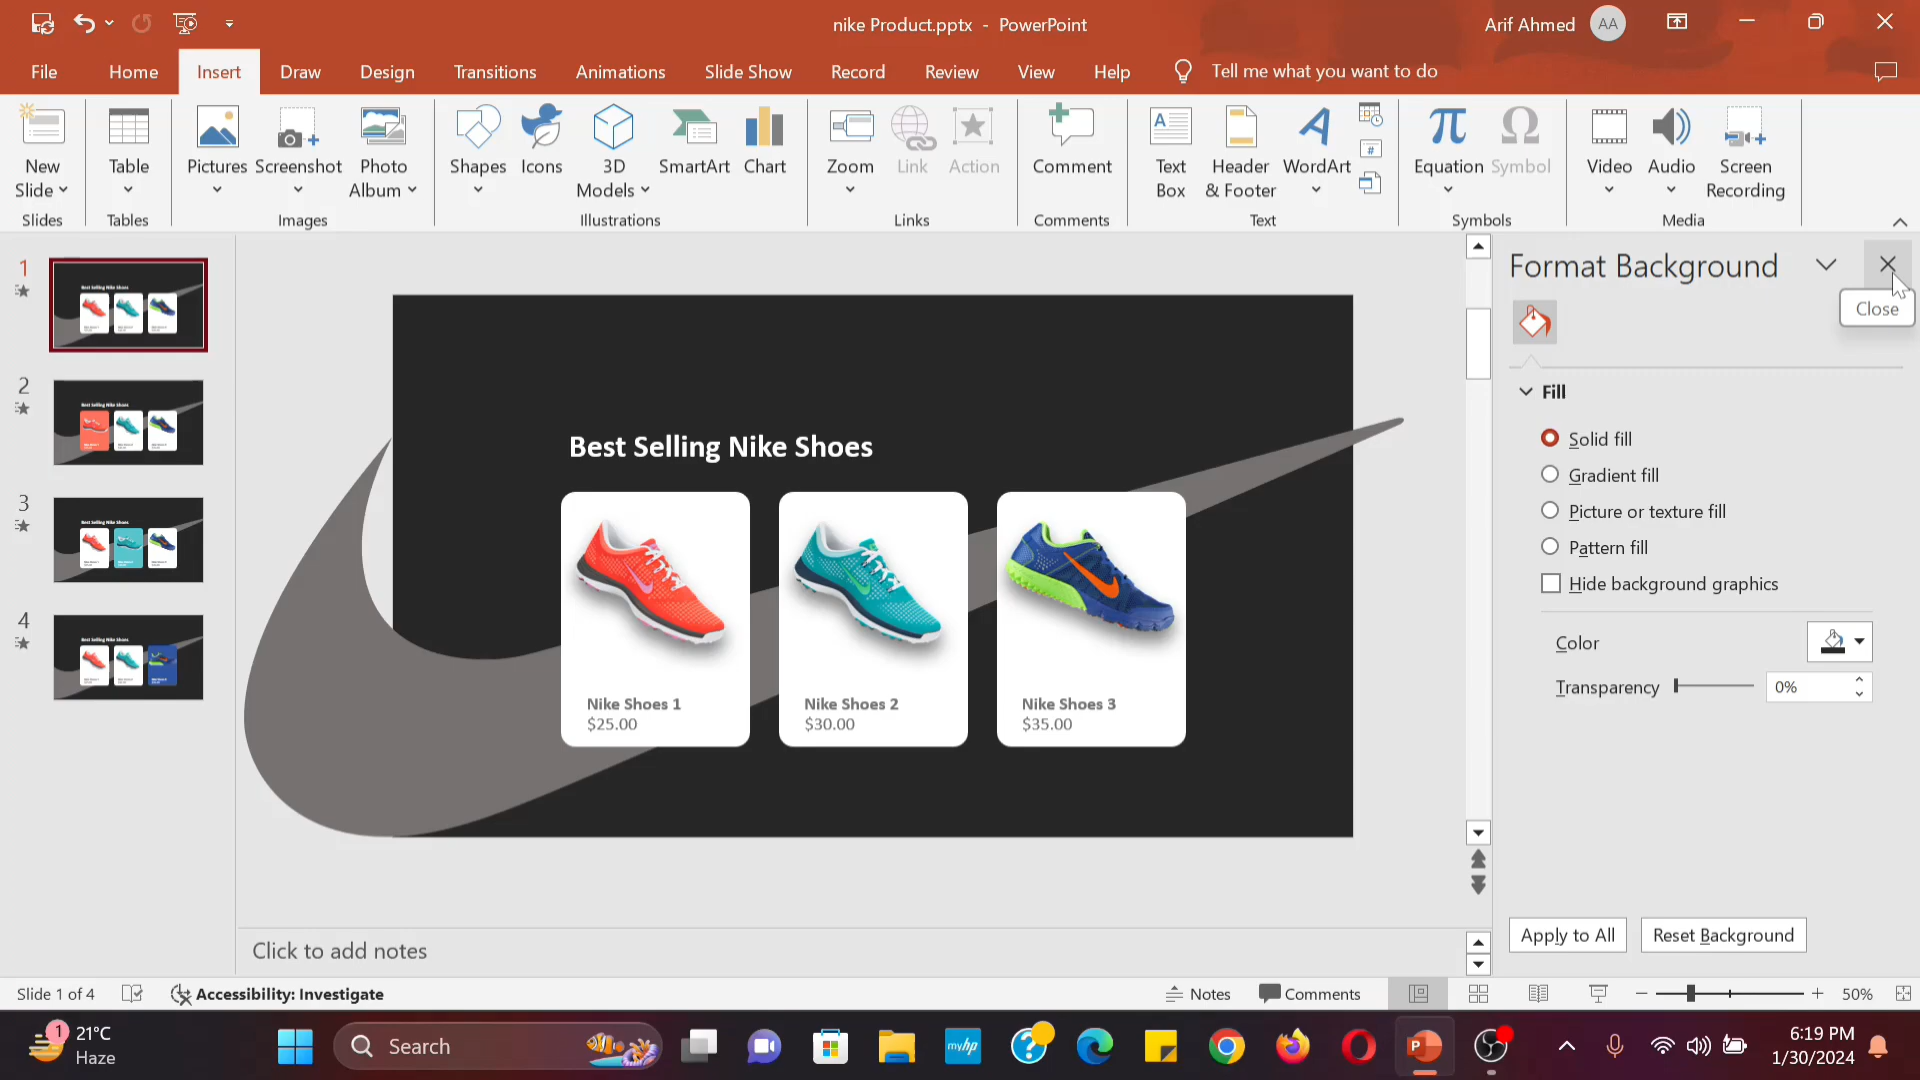 nike Product.pptx - PowerPoint
Arif Ahmed AA
File Home Insert Draw Design Transitions Animations Slide Show Record Review View Help Tell me what you want to do
New Slide
Table
Pictures
Screenshot
Photo Album
Shapes
Icons
3D Models
SmartArt
Chart
Zoom
Link
Action
Comment
Text Box
Header & Footer
WordArt
Equation
Symbol
Video
Audio
Screen Recording
Slides Tables Images Illustrations Links Comments Text Symbols Media
1
2
3
4
Best Selling Nike Shoes
Nike Shoes 1
$25.00
Nike Shoes 2
$30.00
Nike Shoes 3
$35.00
Format Background
Close
Fill
Solid fill
Gradient fill
Picture or texture fill
Pattern fill
Hide background graphics
Color
Transparency 0%
Apply to All Reset Background
Click to add notes
Slide 1 of 4 Accessibility: Investigate Notes Comments 50%
1 21°C
Haze
Search
myhp
6:19 PM
1/30/2024